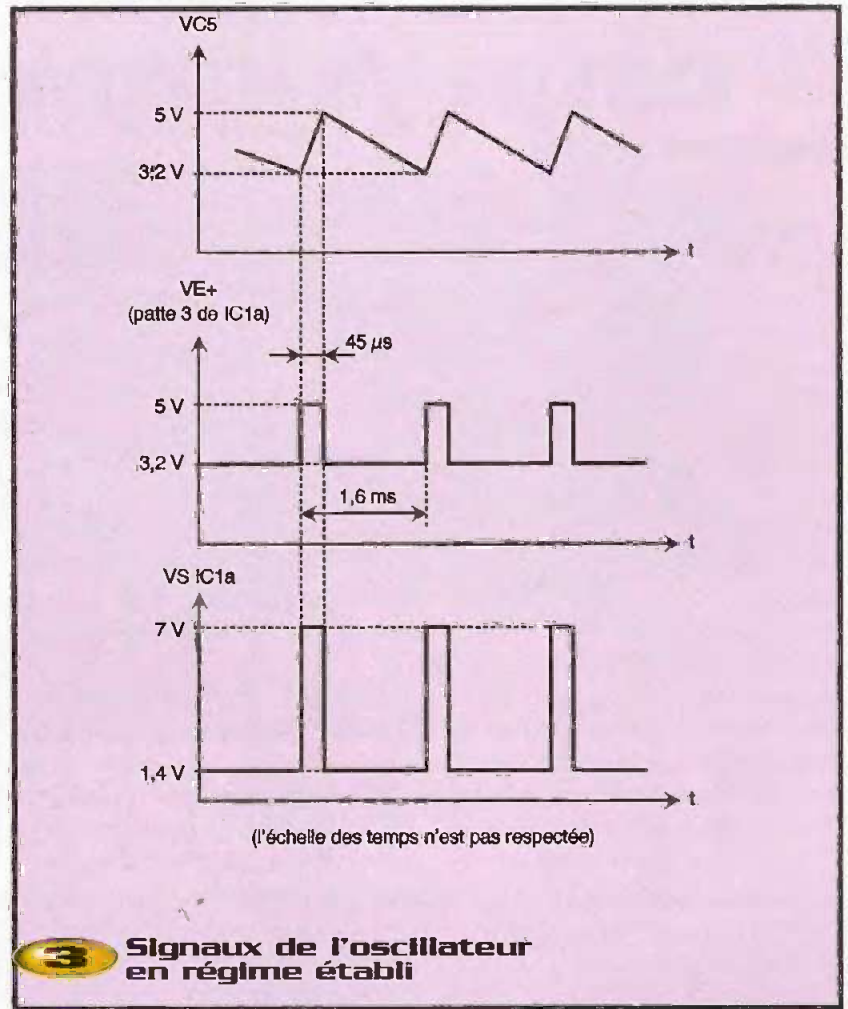 VC5
5 V
3,2 V
t
VE+
(patte 3 de IC1a)
45 µs
5 V
3,2 V
1,6 ms
t
VS IC1a
7 V
1,4 V
t
(l'échelle des temps n'est pas respectée)
3 Signaux de l'oscillateur
en régime établi